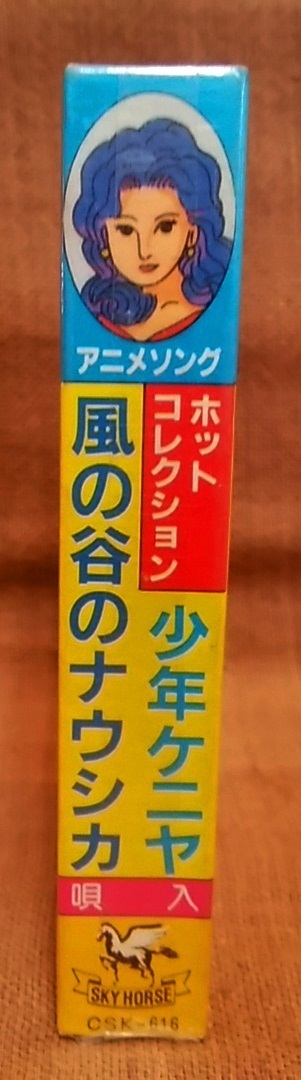 アニメソング
ホット
コレクション
風の谷のナウシカ
少年ケニヤ
唄入
SKY HORSE
CSK-616